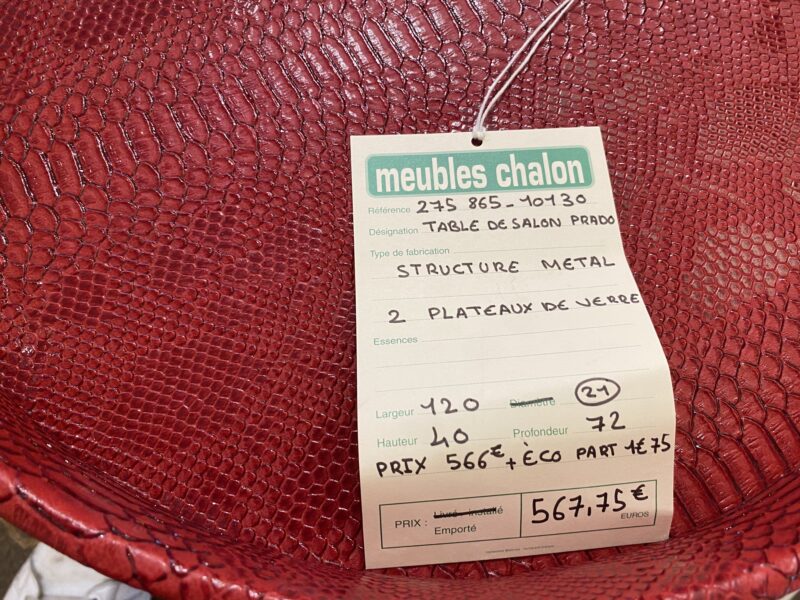 meubles chalon
Référence 275 865-10130
Désignation TABLE DE SALON PRADO
Type de fabrication
STRUCTURE METAL
2 PLATEAUX DE VERRE
Essences
Largeur 120 Diamètre 21
Hauteur 40 Profondeur 72
PRIX 566€ + ÈCO PART 1€75
PRIX : Livré - installé
Emporté
567,75 €
EUROS